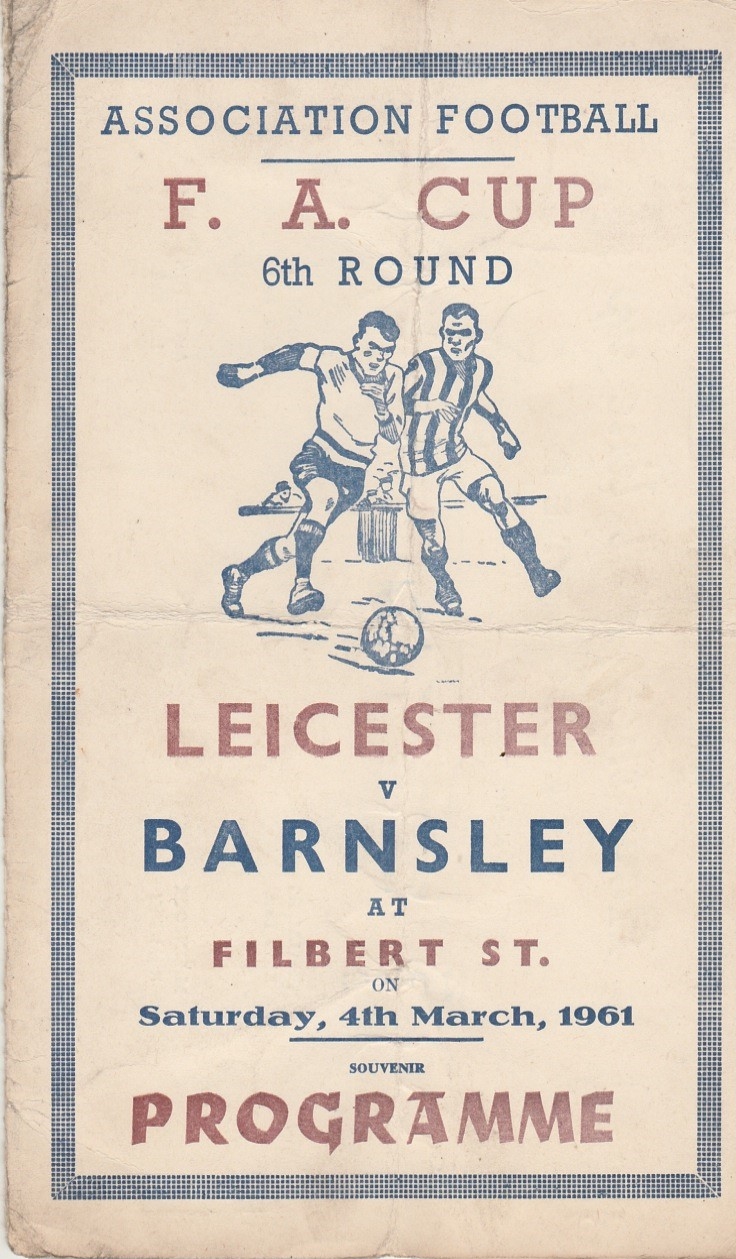 ASSOCIATION FOOTBALL
F. A. CUP
6th ROUND
LEICESTER
V
BARNSLEY
AT
FILBERT ST.
ON
Saturday, 4th March, 1961
SOUVENIR
PROGRAMME